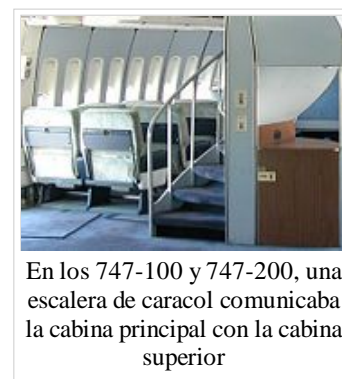 En los 747-100 y 747-200, una
escalera de caracol comunicaba
la cabina principal con la cabina
superior